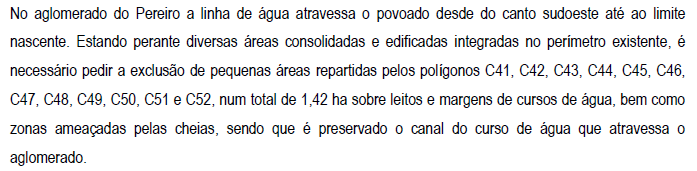 No aglomerado do Pereiro a linha de água atravessa o povoado desde do canto sudoeste até ao limite
nascente. Estando perante diversas áreas consolidadas e edificadas integradas no perímetro existente, é
necessário pedir a exclusão de pequenas áreas repartidas pelos polígonos C41, C42, C43, C44, C45, C46,
C47, C48, C49, C50, C51 e C52, num total de 1,42 ha sobre leitos e margens de cursos de água, bem como
zonas ameaçadas pelas cheias, sendo que é preservado o canal do curso de água que atravessa o
aglomerado.